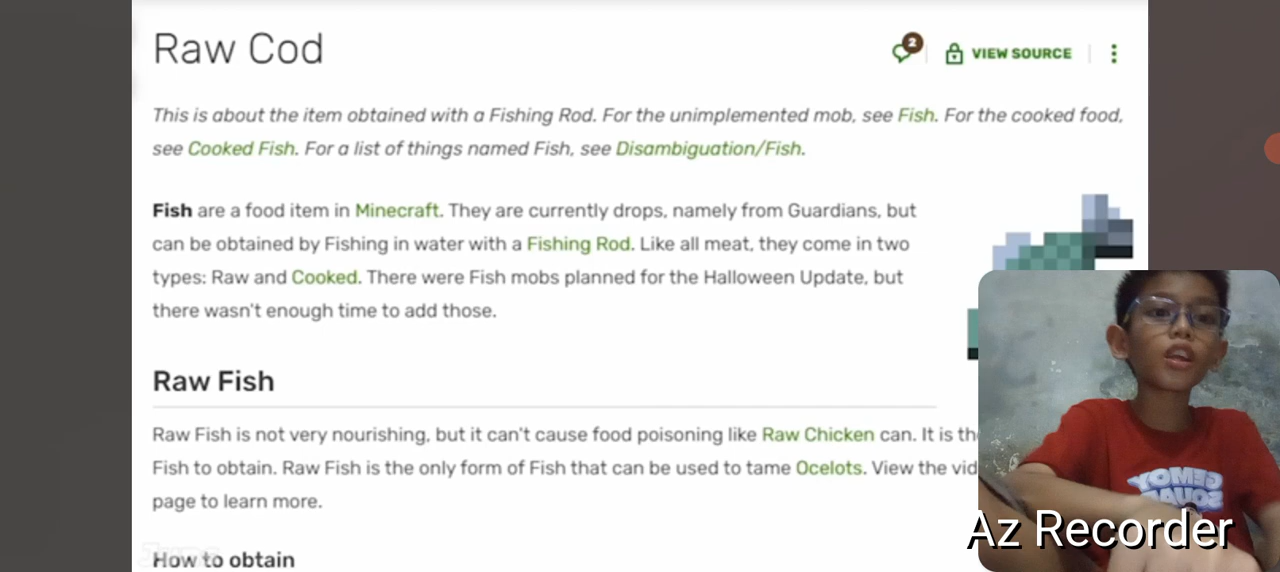 Raw Cod
2
VIEW SOURCE
This is about the item obtained with a Fishing Rod. For the unimplemented mob, see Fish. For the cooked food,
see Cooked Fish. For a list of things named Fish, see Disambiguation/Fish.
Fish are a food item in Minecraft. They are currently drops, namely from Guardians, but
can be obtained by Fishing in water with a Fishing Rod. Like all meat, they come in two
types: Raw and Cooked. There were Fish mobs planned for the Halloween Update, but
there wasn't enough time to add those.
Raw Fish
Raw Fish is not very nourishing, but it can't cause food poisoning like Raw Chicken can. It is
Fish to obtain. Raw Fish is the only form of Fish that can be used to tame Ocelots. View the
page to learn more.
How to obtain
Az Recorder